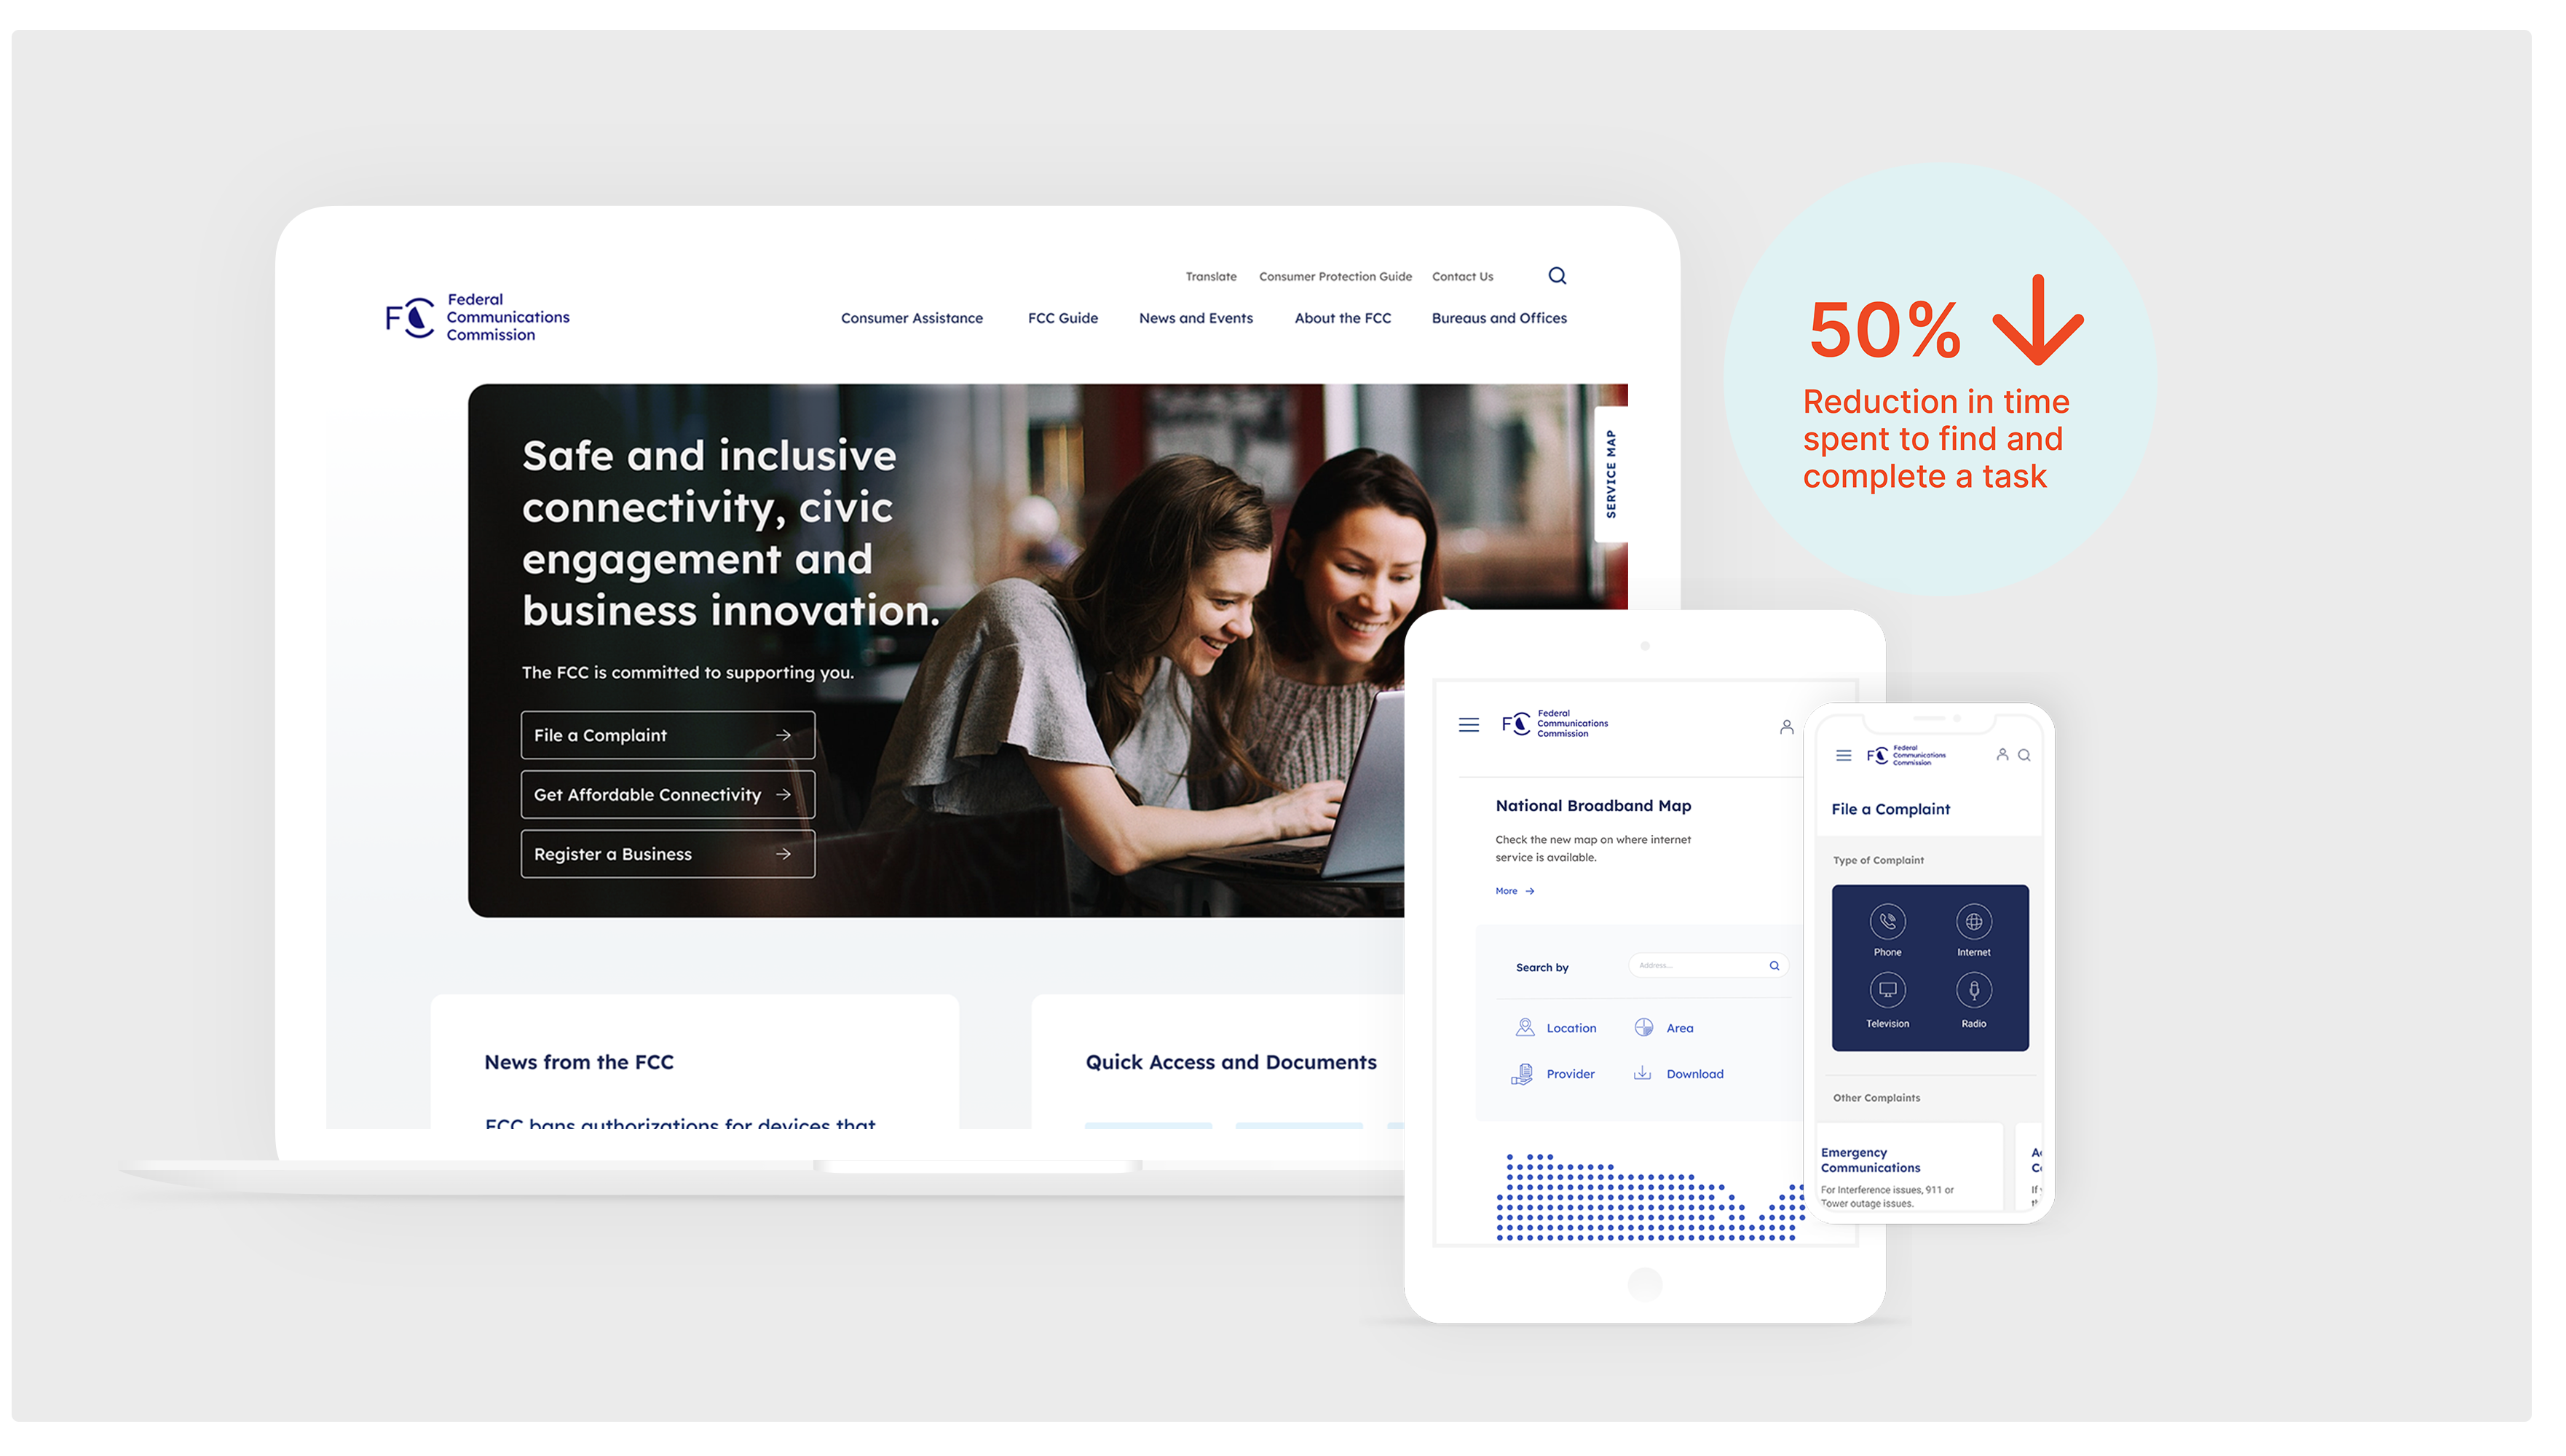 Translate Consumer Protection Guide Contact Us
FC Federal
Communications
Commission
Consumer Assistance FCC Guide News and Events About the FCC Bureaus and Offices
Safe and inclusive
connectivity, civic
engagement and
business innovation.
The FCC is committed to supporting you.
File a Complaint
Get Affordable Connectivity
Register a Business
SERVICE MAP
News from the FCC
FCC bans authorizations for devices that
Quick Access and Documents
50%
Reduction in time
spent to find and
complete a task
FC Federal
Communications
Commission
National Broadband Map
Check the new map on where internet
service is available.
More
Search by
Address...
Location
Area
Provider
Download
FC Federal
Communications
Commission
File a Complaint
Type of Complaint
Phone
Internet
Television
Radio
Other Complaints
Emergency
Communications
For Interference issues, 911 or
Tower outage issues.